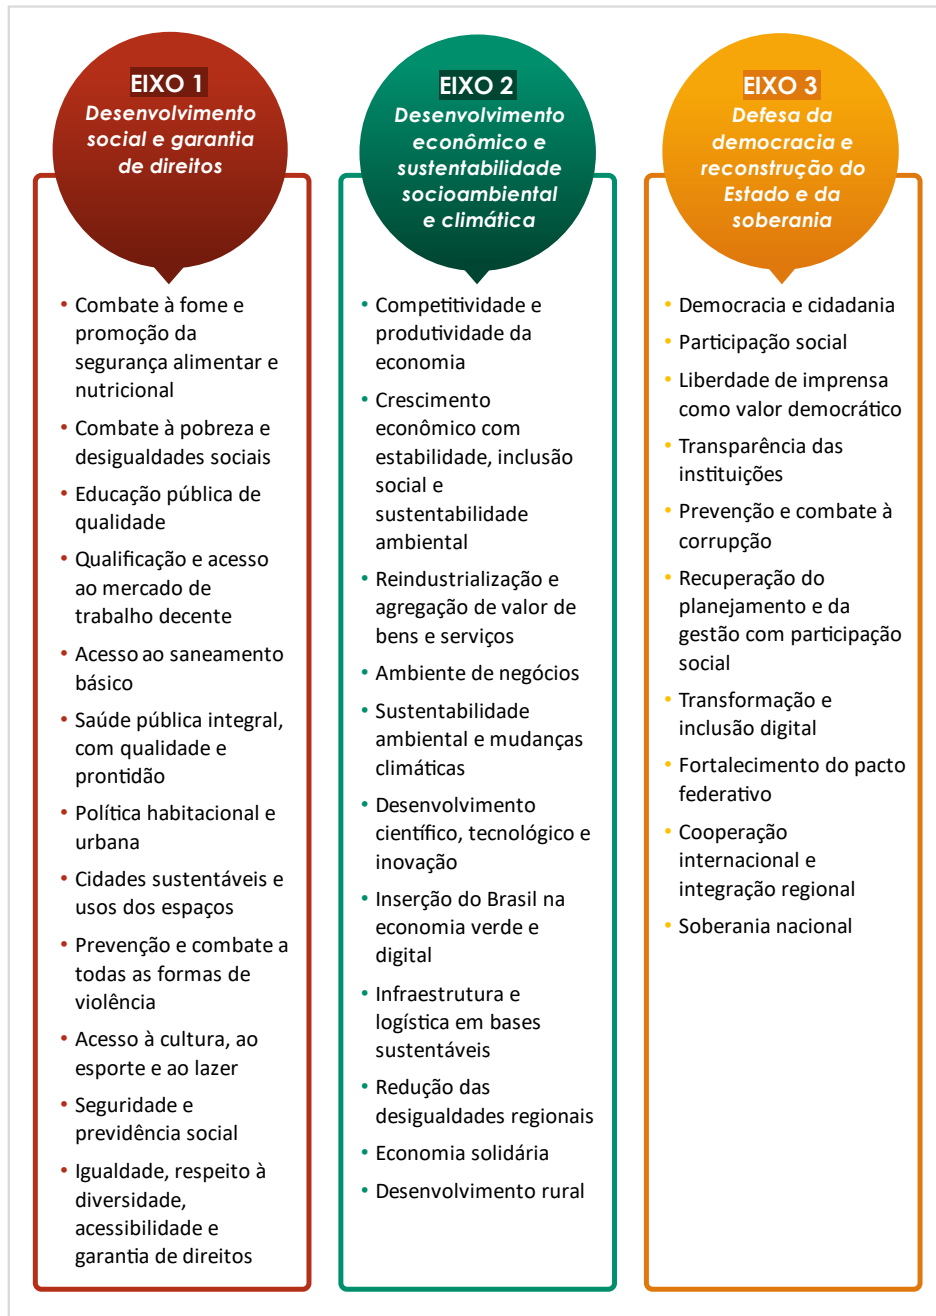 EIXO 1
Desenvolvimento
social e garantia
de direitos
• Combate à fome e
promoção da
segurança alimentar e
nutricional
• Combate à pobreza e
desigualdades sociais
• Educação pública de
qualidade
• Qualificação e acesso
ao mercado de
trabalho decente
• Acesso ao saneamento
básico
• Saúde pública integral,
com qualidade e
prontidão
• Política habitacional e
urbana
• Cidades sustentáveis e
usos dos espaços
• Prevenção e combate a
todas as formas de
violência
• Acesso à cultura, ao
esporte e ao lazer
• Seguridade e
previdência social
• Igualdade, respeito à
diversidade,
acessibilidade e
garantia de direitos
EIXO 2
Desenvolvimento
econômico e
sustentabilidade
socioambiental
e climática
• Competitividade e
produtividade da
economia
• Crescimento
econômico com
estabilidade, inclusão
social e
sustentabilidade
ambiental
• Reindustrialização e
agregação de valor de
bens e serviços
• Ambiente de negócios
• Sustentabilidade
ambiental e mudanças
climáticas
• Desenvolvimento
científico, tecnológico e
inovação
• Inserção do Brasil na
economia verde e
digital
• Infraestrutura e
logística em bases
sustentáveis
• Redução das
desigualdades regionais
• Economia solidária
• Desenvolvimento rural
EIXO 3
Defesa da
democracia e
reconstrução do
Estado e da
soberania
• Democracia e cidadania
• Participação social
• Liberdade de imprensa
como valor democrático
• Transparência das
instituições
• Prevenção e combate à
corrupção
• Recuperação do
planejamento e da
gestão com participação
social
• Transformação e
inclusão digital
• Fortalecimento do pacto
federativo
• Cooperação
internacional e
integração regional
• Soberania nacional